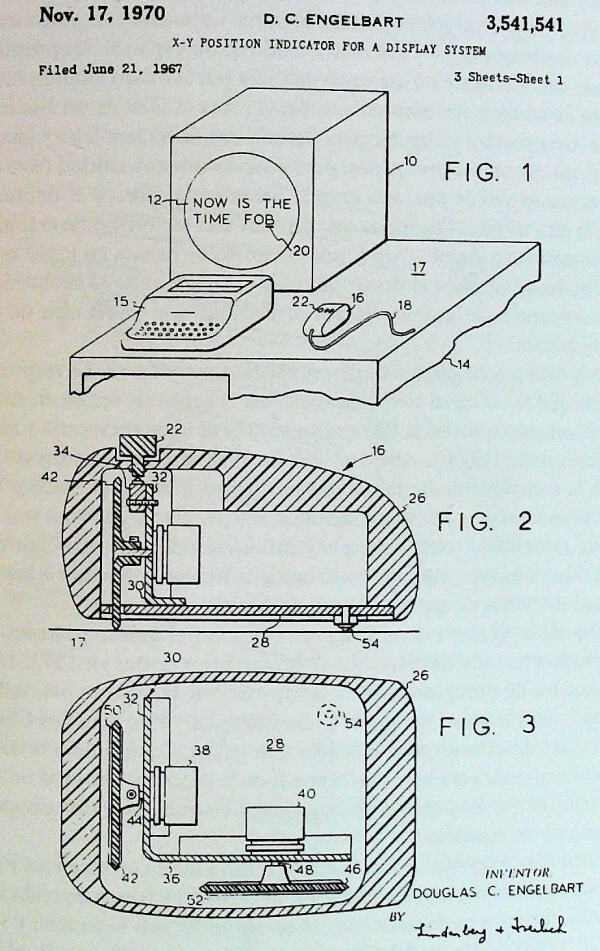 Nov. 17, 1970 D. C. ENGELBART 3,541,541
X-Y POSITION INDICATOR FOR A DISPLAY SYSTEM
Filed June 21, 1967 3 Sheets-Sheet 1
10
FIG. 1
12
NOW IS THE
TIME FOB
20
17
15
22
16
18
14
22
34
42
32
16
26
FIG. 2
30
17
28
54
30
32
26
50
38
28
54
FIG. 3
40
44
42
36
48
46
52
INVENTOR.
DOUGLAS C. ENGELBART
BY
Lindenberg & Freilich